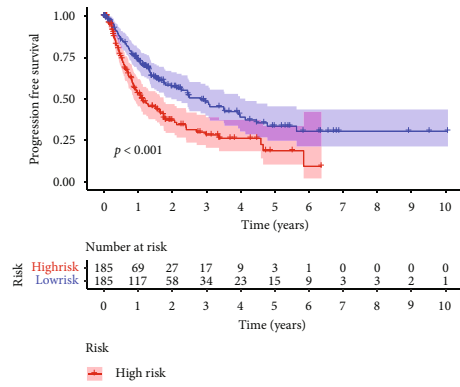 1.00
0.75
0.50
0.25
0.00
Progression free survival
p < 0.001
0 1 2 3 4 5 6 7 8 9 10
Time (years)
Number at risk
Risk
Highrisk 185 69 27 17 9 3 1 0 0 0 0
Lowrisk 185 117 58 34 23 15 9 3 3 2 1
0 1 2 3 4 5 6 7 8 9 10
Time (years)
Risk
High risk